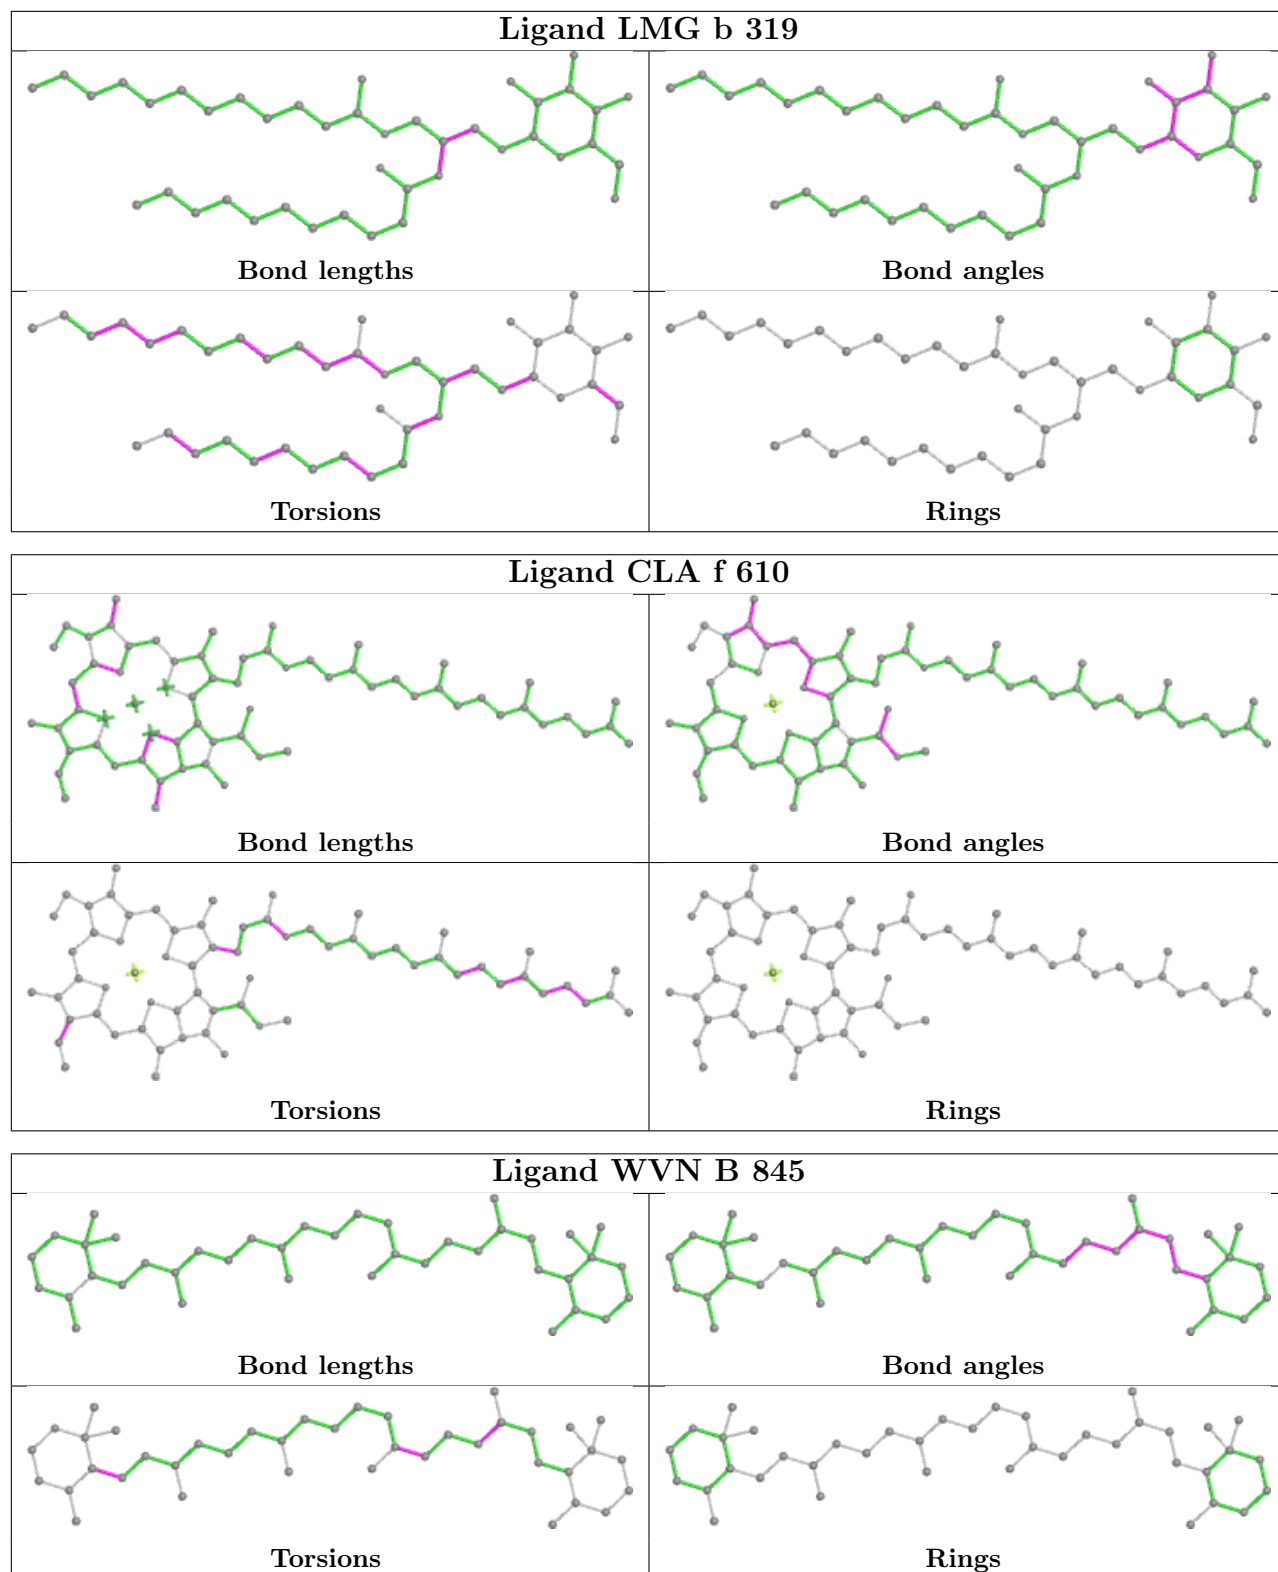 Ligand LMG b 319
Bond lengths
Bond angles
Torsions
Rings
Ligand CLA f 610
Bond lengths
Bond angles
Torsions
Rings
Ligand WVN B 845
Bond lengths
Bond angles
Torsions
Rings